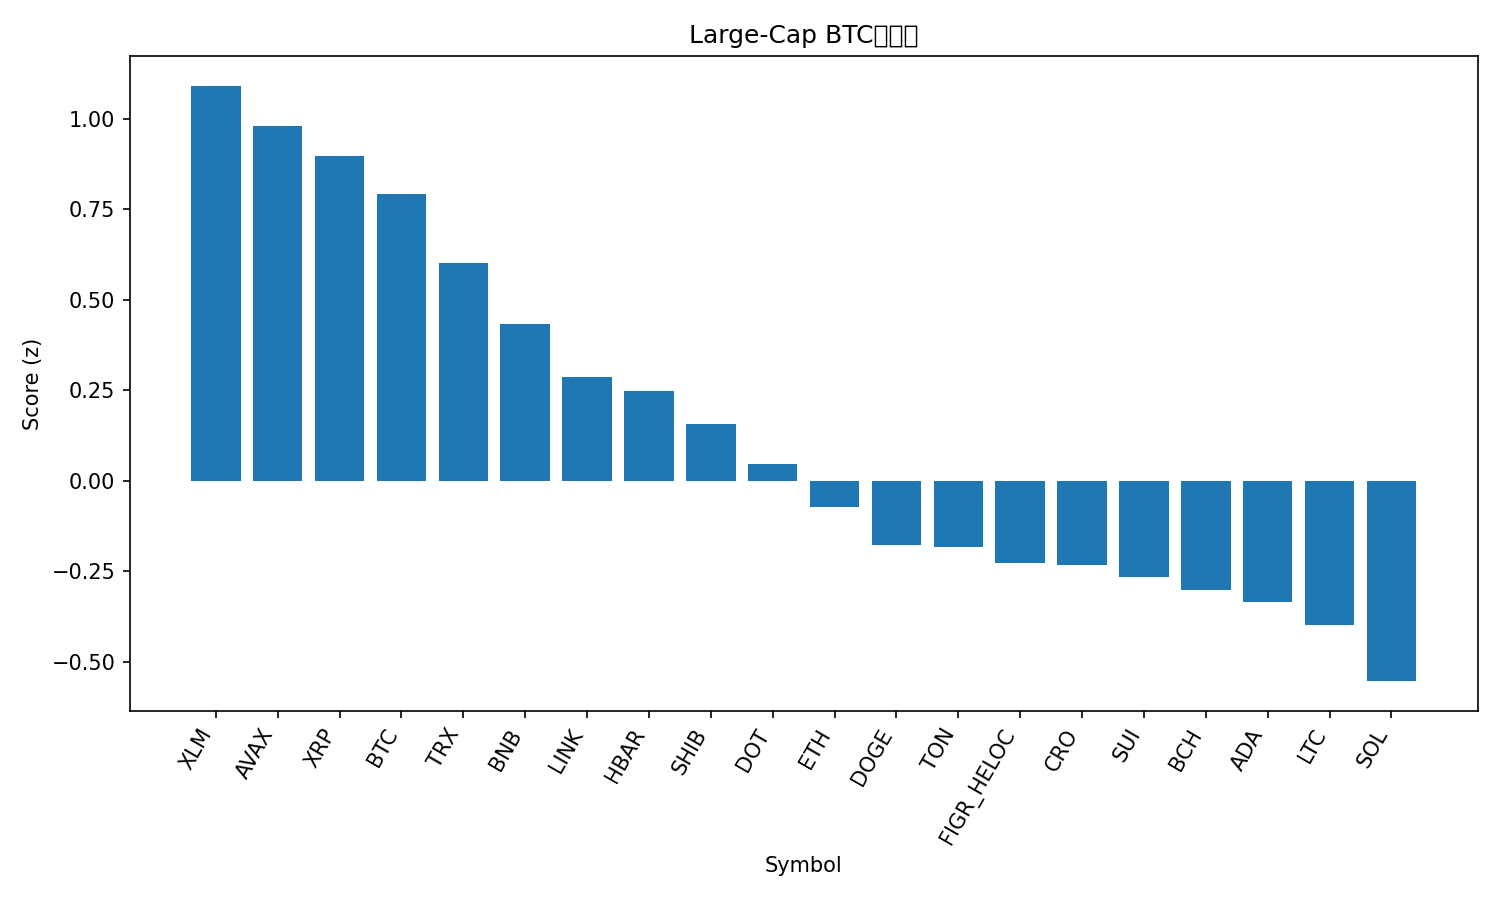 Large-Cap BTC
Score (z)
1.00
0.75
0.50
0.25
0.00
−0.25
−0.50
XLM
AVAX
XRP
BTC
TRX
BNB
LINK
HBAR
SHIB
DOT
ETH
DOGE
TON
FIGR_HELOC
CRO
SUI
BCH
ADA
LTC
SOL
Symbol